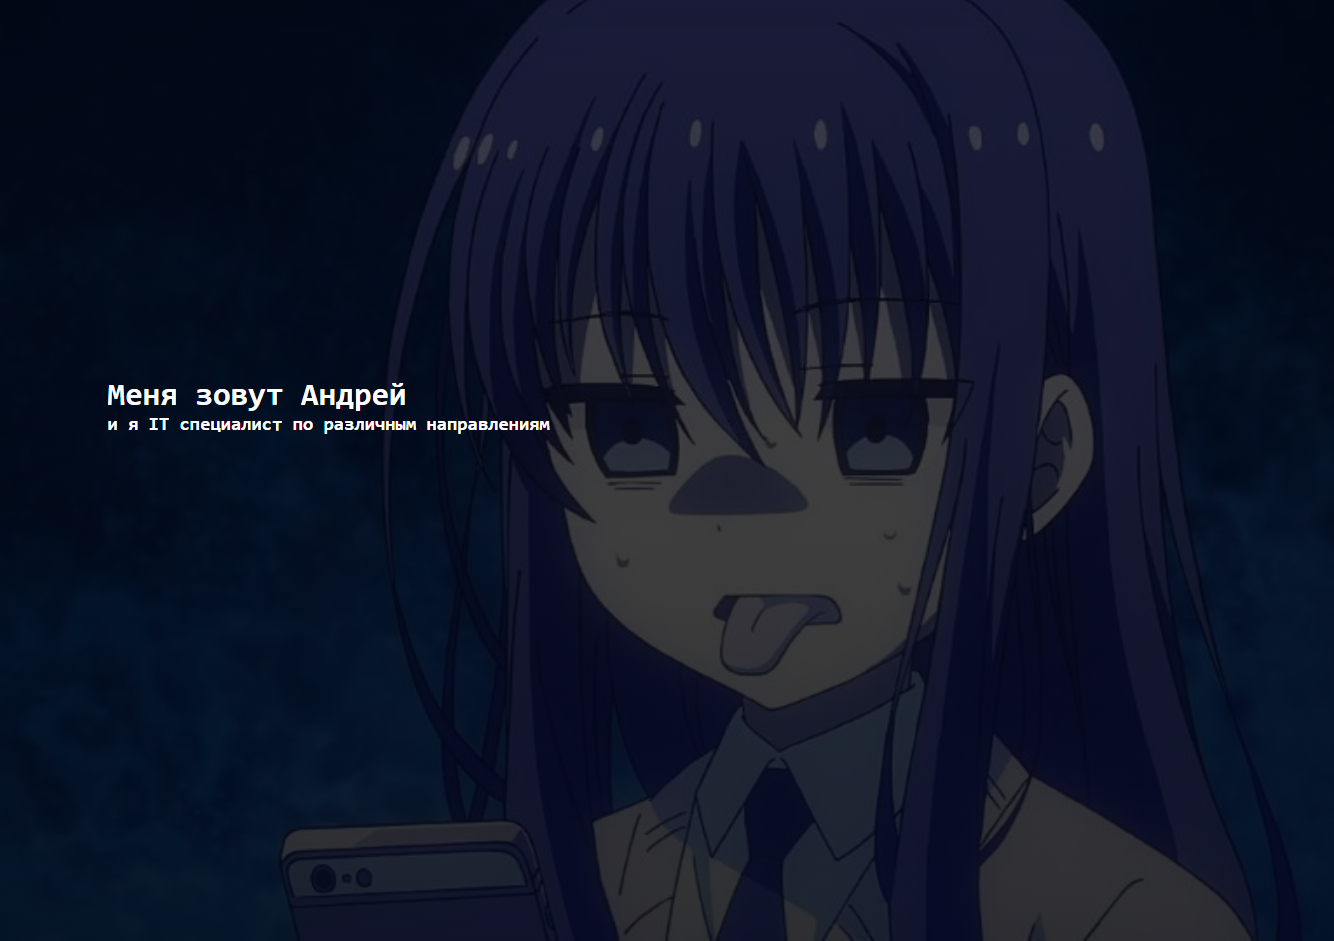 Меня зовут Андрей
и я IT специалист по различным направлениям